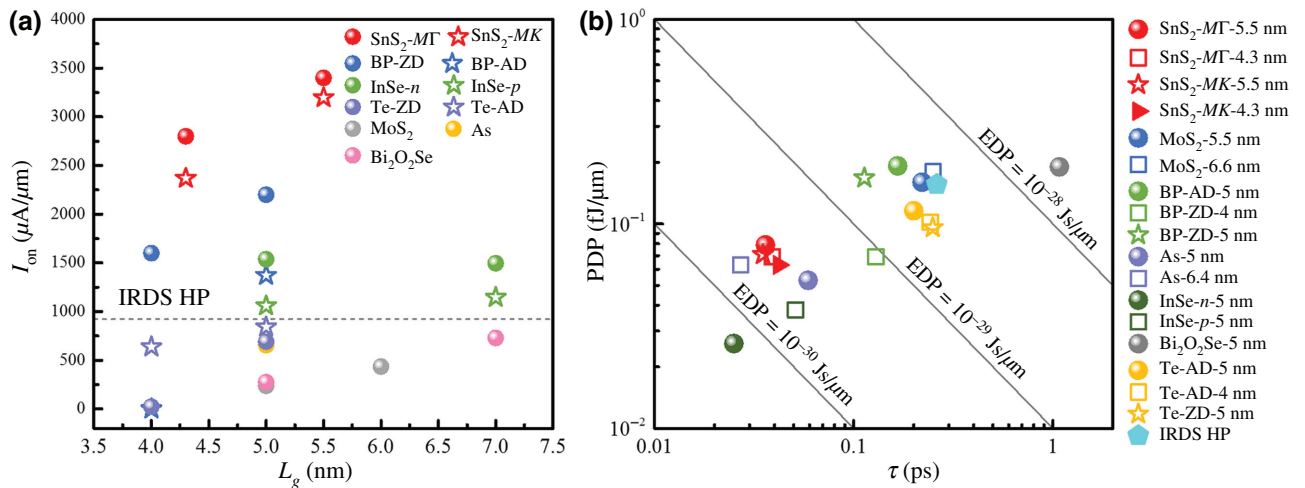 (a)
4000
3500
3000
2500
2000
1500
1000
500
0
I_on (μA/μm)
SnS₂-MΓ
SnS₂-MK
BP-ZD
BP-AD
InSe-n
InSe-p
Te-ZD
Te-AD
MoS₂
As
Bi₂O₂Se
IRDS HP
3.5 4.0 4.5 5.0 5.5 6.0 6.5 7.0 7.5
L_g (nm)
(b)
10⁰
10⁻¹
10⁻²
PDP (fJ/μm)
EDP = 10⁻²⁸ Js/μm
EDP = 10⁻²⁹ Js/μm
EDP = 10⁻³⁰ Js/μm
0.01 0.1 1
τ (ps)
SnS₂-MΓ-5.5 nm
SnS₂-MΓ-4.3 nm
SnS₂-MK-5.5 nm
SnS₂-MK-4.3 nm
MoS₂-5.5 nm
MoS₂-6.6 nm
BP-AD-5 nm
BP-ZD-4 nm
BP-ZD-5 nm
As-5 nm
As-6.4 nm
InSe-n-5 nm
InSe-p-5 nm
Bi₂O₂Se-5 nm
Te-AD-5 nm
Te-AD-4 nm
Te-ZD-5 nm
IRDS HP